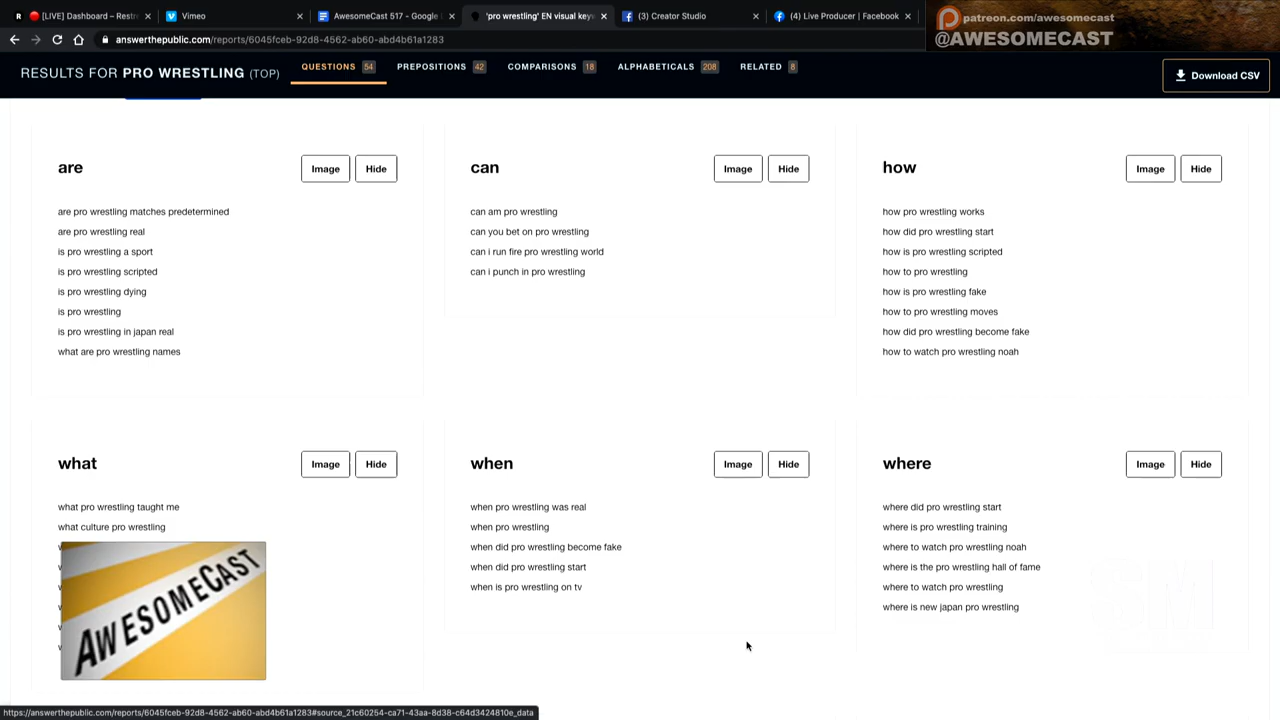 [LIVE] Dashboard – Restr
Vimeo
AwesomeCast 517 - Google
'pro wrestling' EN visual key
(3) Creator Studio
(4) Live Producer | Facebook
patreon.com/awesomecast
@AWESOMECAST
answerthepublic.com/reports/6045fceb-92d8-4562-ab60-abd4b61a1283
RESULTS FOR PRO WRESTLING (TOP)
QUESTIONS 54
PREPOSITIONS 42
COMPARISONS 18
ALPHABETICALS 208
RELATED 8
Download CSV
are
Image
Hide
are pro wrestling matches predetermined
are pro wrestling real
is pro wrestling a sport
is pro wrestling scripted
is pro wrestling dying
is pro wrestling
is pro wrestling in japan real
what are pro wrestling names
can
Image
Hide
can am pro wrestling
can you bet on pro wrestling
can i run fire pro wrestling world
can i punch in pro wrestling
how
Image
Hide
how pro wrestling works
how did pro wrestling start
how is pro wrestling scripted
how to pro wrestling
how is pro wrestling fake
how to pro wrestling moves
how did pro wrestling become fake
how to watch pro wrestling noah
what
Image
Hide
what pro wrestling taught me
what culture pro wrestling
AWESOMECAST
when
Image
Hide
when pro wrestling was real
when pro wrestling
when did pro wrestling become fake
when did pro wrestling start
when is pro wrestling on tv
where
Image
Hide
where did pro wrestling start
where is pro wrestling training
where to watch pro wrestling noah
where is the pro wrestling hall of fame
where to watch pro wrestling
where is new japan pro wrestling
https://answerthepublic.com/reports/6045fceb-92d8-4562-ab60-abd4b61a1283#source_21c60254-ca71-43aa-8d38-c64d3424810e_data